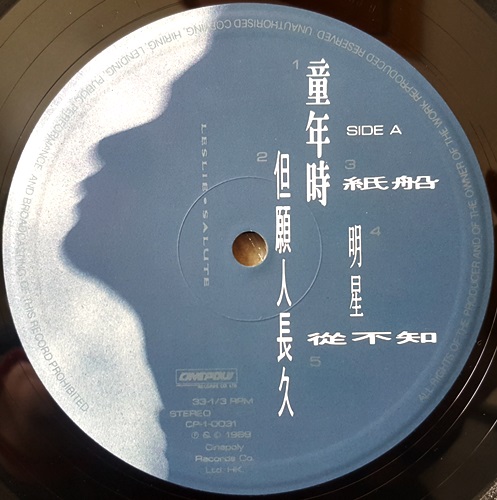 UNAUTHORISED COPYING, HIRING, LENDING, PUBLIC PERFORMANCE AND BROADCASTING OF THIS RECORD PROHIBITED.
ALL RIGHTS OF THE PRODUCER AND OF THE OWNER OF THE WORK REPRODUCED RESERVED
LESLIE • SALUTE
SIDE A
1
童年時
2
但願人長久
3
紙船
4
明星
從不知
5
CINEPOLY
33-1/3 RPM
STEREO
CP-1-0031
℗ & © 1989
Cinepoly
Records Co.
Ltd. HK.